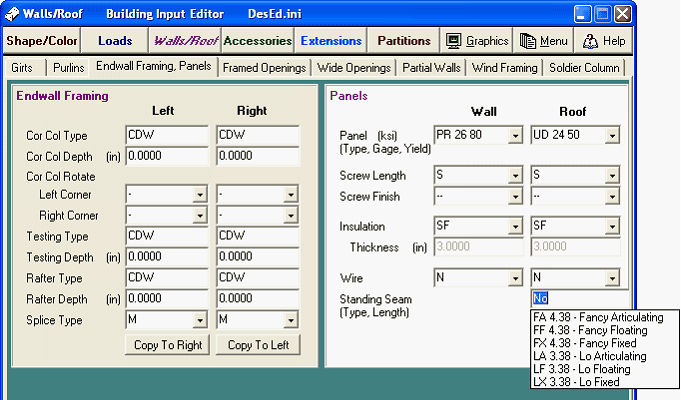 Walls/Roof Building Input Editor DesEd.ini
Shape/Color Loads Walls/Roof Accessories Extensions Partitions Graphics Menu Help
Girts Purlins Endwall Framing, Panels Framed Openings Wide Openings Partial Walls Wind Framing Soldier Column
Endwall Framing
Left Right
Cor Col Type CDW CDW
Cor Col Depth (in) 0.0000 0.0000
Cor Col Rotate
Left Corner - -
Right Corner - -
Testing Type CDW CDW
Testing Depth (in) 0.0000 0.0000
Rafter Type CDW CDW
Rafter Depth (in) 0.0000 0.0000
Splice Type M M
Copy To Right Copy To Left
Panels
Wall Roof
Panel (ksi) PR 26 80 UD 24 50
(Type, Gage, Yield)
Screw Length S S
Screw Finish -- --
Insulation SF SF
Thickness (in) 3.0000 3.0000
Wire N N
Standing Seam No
(Type, Length)
FA 4.38 - Fancy Articulating
FF 4.38 - Fancy Floating
FX 4.38 - Fancy Fixed
LA 3.38 - Lo Articulating
LF 3.38 - Lo Floating
LX 3.38 - Lo Fixed